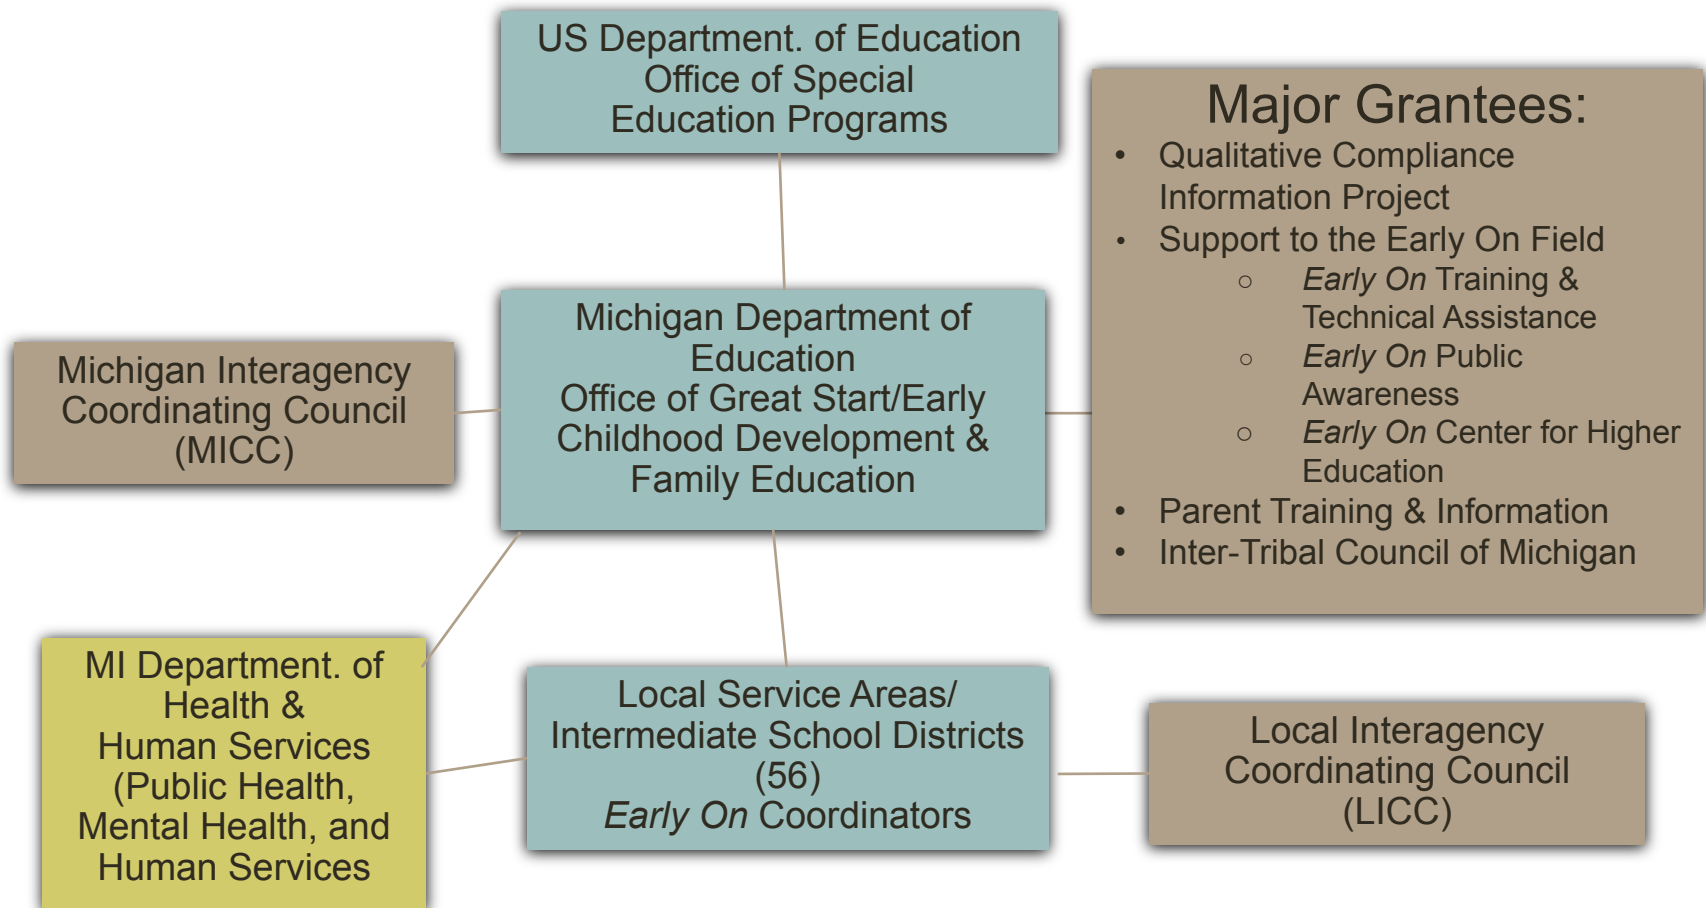 US Department. of Education
Office of Special
Education Programs
Major Grantees:
• Qualitative Compliance
Information Project
• Support to the Early On Field
○ Early On Training &
Technical Assistance
○ Early On Public
Awareness
○ Early On Center for Higher
Education
• Parent Training & Information
• Inter-Tribal Council of Michigan
Michigan Department of
Education
Office of Great Start/Early
Childhood Development &
Family Education
Michigan Interagency
Coordinating Council
(MICC)
MI Department. of
Health &
Human Services
(Public Health,
Mental Health, and
Human Services
Local Service Areas/
Intermediate School Districts
(56)
Early On Coordinators
Local Interagency
Coordinating Council
(LICC)